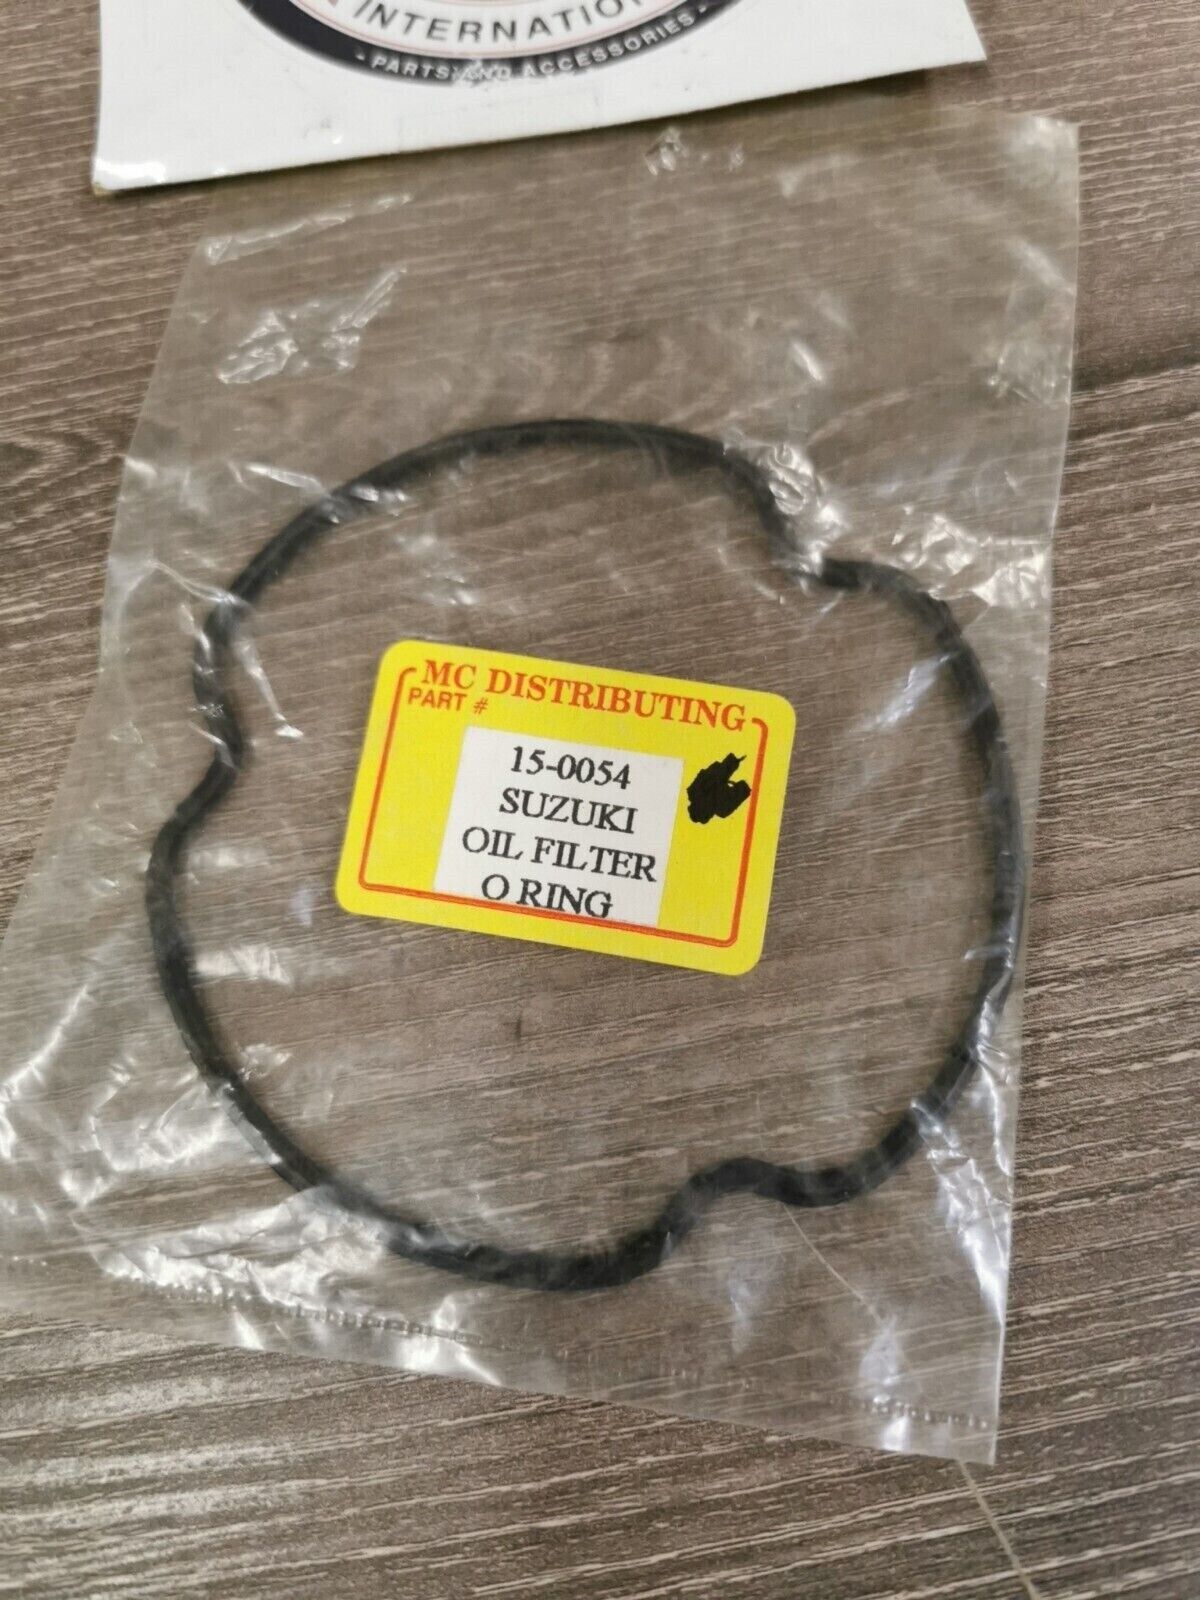 INTERNATIO
- PARTS AND ACCESSORIES -
MC DISTRIBUTING
PART #
15-0054
SUZUKI
OIL FILTER
O RING